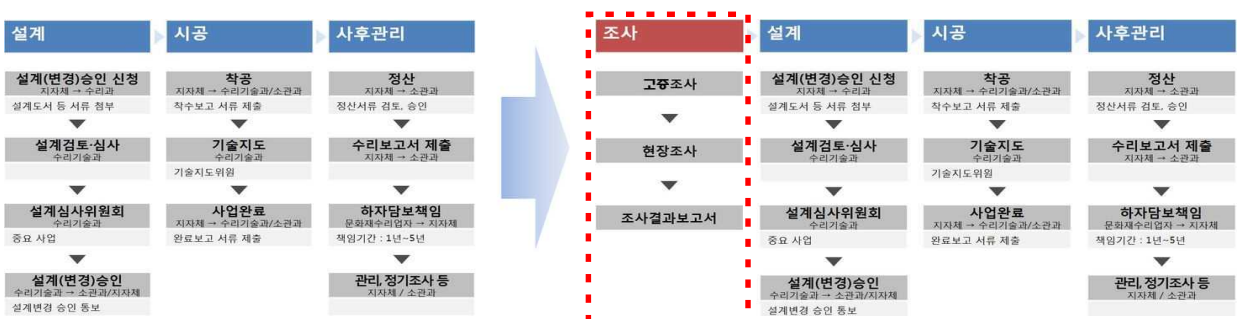 설계
설계(변경)승인 신청
지자체 → 수리과
설계도서 등 서류 첨부
설계검토·심사
수리기술과
설계심사위원회
수리기술과
중요 사업
설계(변경)승인
수리기술과 → 소관과/지자체
설계변경 승인 통보
시공
착공
지자체 → 수리기술과/소관과
착수보고 서류 제출
기술지도
수리기술과
기술지도위원
사업완료
지자체 → 수리기술과/소관과
완료보고 서류 제출
사후관리
정산
지자체 → 소관과
정산서류 검토, 승인
수리보고서 제출
지자체 → 소관과
하자담보책임
문화재수리업자 → 지자체
책임기간 : 1년~5년
관리,정기조사 등
지자체 / 소관과
조사
고증조사
현장조사
조사결과보고서
설계
설계(변경)승인 신청
지자체 → 수리과
설계도서 등 서류 첨부
설계검토·심사
수리기술과
설계심사위원회
수리기술과
중요 사업
설계(변경)승인
수리기술과 → 소관과/지자체
설계변경 승인 통보
시공
착공
지자체 → 수리기술과/소관과
착수보고 서류 제출
기술지도
수리기술과
기술지도위원
사업완료
지자체 → 수리기술과/소관과
완료보고 서류 제출
사후관리
정산
지자체 → 소관과
정산서류 검토, 승인
수리보고서 제출
지자체 → 소관과
하자담보책임
문화재수리업자 → 지자체
책임기간 : 1년~5년
관리,정기조사 등
지자체 / 소관과